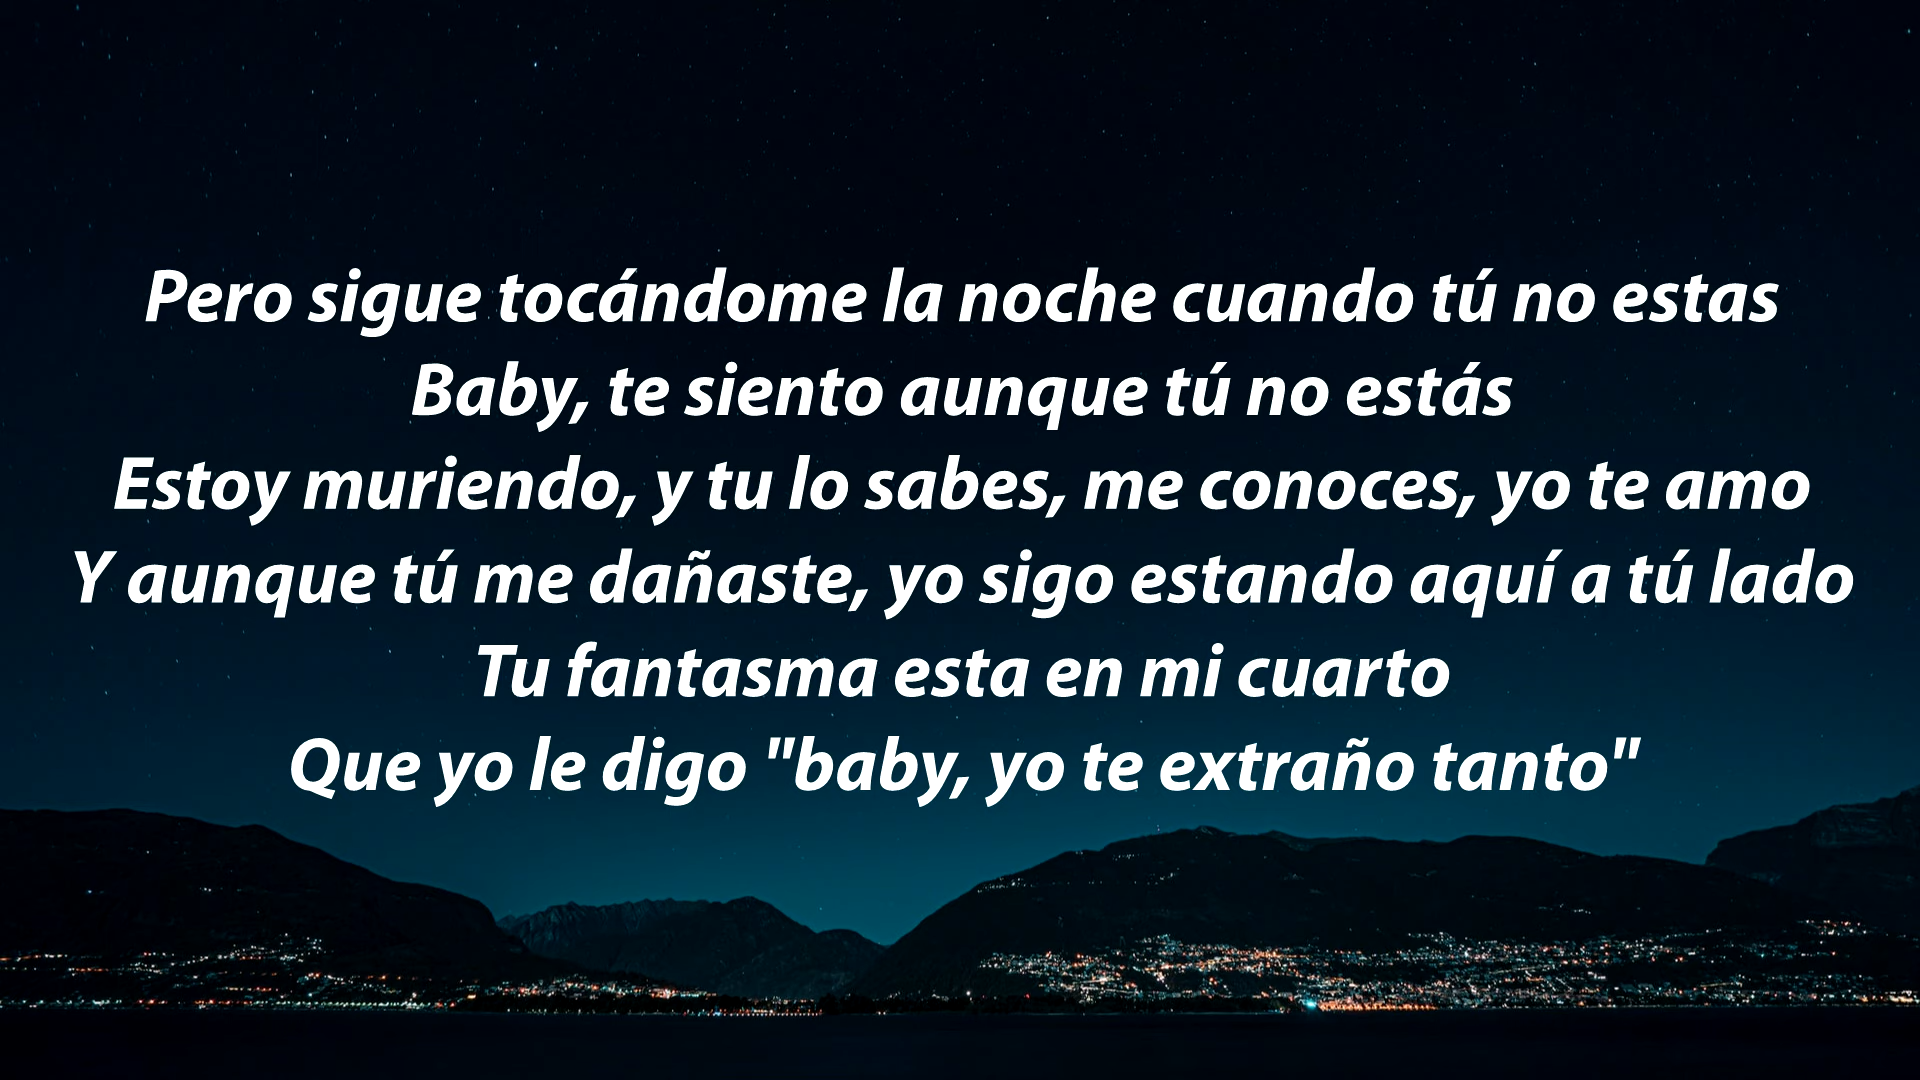 Pero sigue tocándome la noche cuando tú no estas
Baby, te siento aunque tú no estás
Estoy muriendo, y tu lo sabes, me conoces, yo te amo
Y aunque tú me dañaste, yo sigo estando aquí a tú lado
Tu fantasma esta en mi cuarto
Que yo le digo "baby, yo te extraño tanto"